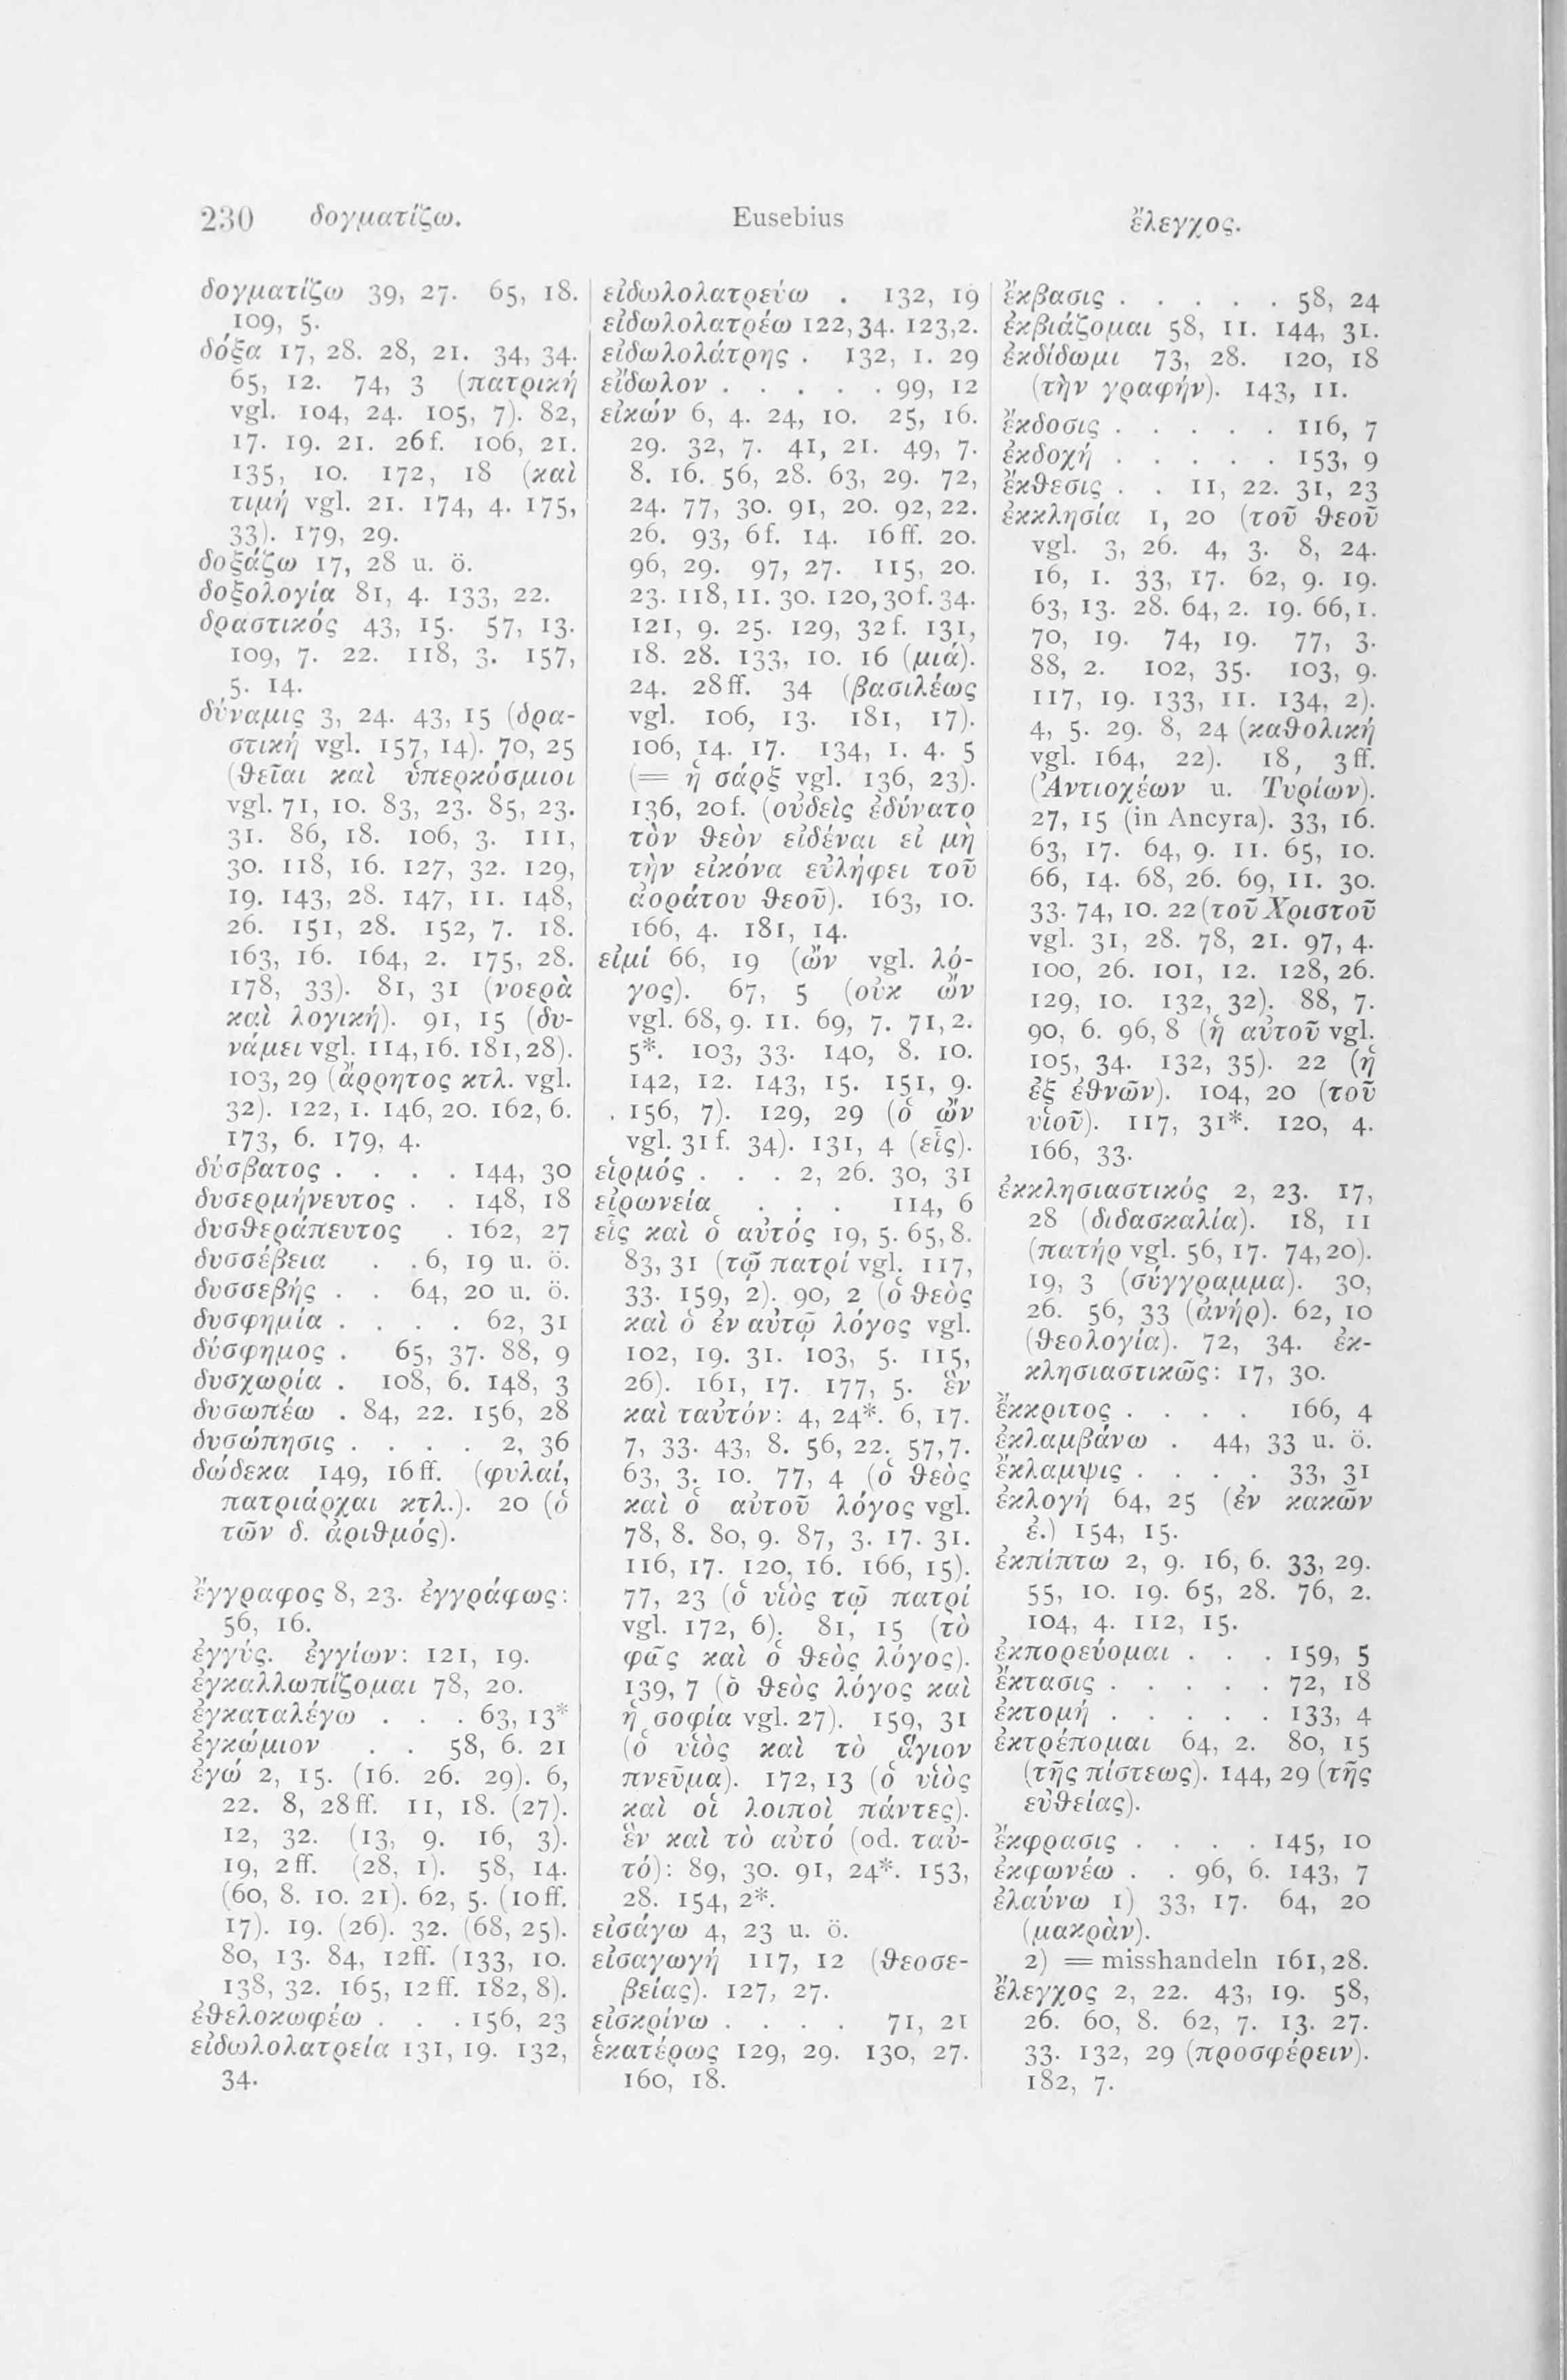 230 δογματίζω. Eusebius ἔλεγχος.
δογματίζω 39, 27. 65, 18.
109, 5.
δόξα 17, 28. 28, 21. 34, 34.
65, 12. 74, 3 (πατρική
vgl. 104, 24. 105, 7). 82,
17. 19. 21. 26f. 106, 21.
135, 10. 172, 18 (καὶ
τιμή vgl. 21. 174, 4. 175,
33). 179, 29.
δοξάζω 17, 28 u. ö.
δοξολογία 81, 4. 133, 22.
δραστικός 43, 15. 57, 13.
109, 7. 22. 118, 3. 157,
5. 14.
δύναμις 3, 24. 43, 15 (δρα-
στική vgl. 157, 14). 70, 25
(θεῖαι καὶ ὑπερκόσμιοι
vgl. 71, 10. 83, 23. 85, 23.
31. 86, 18. 106, 3. 111,
30. 118, 16. 127, 32. 129,
19. 143, 28. 147, 11. 148,
26. 151, 28. 152, 7. 18.
163, 16. 164, 2. 175, 28.
178, 33). 81, 31 (νοερὰ
καὶ λογική). 91, 15 (δυ-
νάμει vgl. 114, 16. 181, 28).
103, 29 (ἄρρητος κτλ. vgl.
32). 122, 1. 146, 20. 162, 6.
173, 6. 179, 4.
δύσβατος . . . . 144, 30
δυσερμήνευτος . . 148, 18
δυσθεράπευτος . 162, 27
δυσσέβεια . . 6, 19 u. ö.
δυσσεβής . . 64, 20 u. ö.
δυσφημία . . . . 62, 31
δύσφημος . 65, 37. 88, 9
δυσχωρία . 108, 6. 148, 3
δυσωπέω . 84, 22. 156, 28
δυσώπησις . . . . 2, 36
δώδεκα 149, 16ff. (φυλαί,
πατριάρχαι κτλ.). 20 (ὁ
τῶν δ. ἀριθμός).
ἔγγραφος 8, 23. ἐγγράφως:
56, 16.
ἐγγύς. ἐγγίων: 121, 19.
ἐγκαλλωπίζομαι 78, 20.
ἐγκαταλέγω . . . 63, 13*
ἐγκώμιον . . 58, 6. 21
ἐγώ 2, 15. (16. 26. 29). 6,
22. 8, 28ff. 11, 18. (27).
12, 32. (13, 9. 16, 3).
19, 2ff. (28, 1). 58, 14.
(60, 8. 10. 21). 62, 5. (10ff.
17). 19. (26). 32. (68, 25).
80, 13. 84, 12ff. (133, 10.
138, 32. 165, 12ff. 182, 8).
ἐθελοκωφέω . . . 156, 23
εἰδωλολατρεία 131, 19. 132,
34.
εἰδωλολατρεύω . 132, 19
εἰδωλολατρέω 122, 34. 123, 2.
εἰδωλολάτρης . 132, 1. 29
εἴδωλον . . . . . 99, 12
εἰκών 6, 4. 24, 10. 25, 16.
29. 32, 7. 41, 21. 49, 7.
8. 16. 56, 28. 63, 29. 72,
24. 77, 30. 91, 20. 92, 22.
26. 93, 6f. 14. 16ff. 20.
96, 29. 97, 27. 115, 20.
23. 118, 11. 30. 120, 30f. 34.
121, 9. 25. 129, 32f. 131,
18. 28. 133, 10. 16 (μιά).
24. 28ff. 34 (βασιλέως
vgl. 106, 13. 181, 17).
106, 14. 17. 134, 1. 4. 5
(= ἡ σάρξ vgl. 136, 23).
136, 20f. (οὐδεὶς ἐδύνατο
τὸν θεὸν εἰδέναι εἰ μὴ
τὴν εἰκόνα εὐλήφει τοῦ
ἀοράτου θεοῦ). 163, 10.
166, 4. 181, 14.
εἰμί 66, 19 (ὢν vgl. λό-
γος). 67, 5 (οὐκ ὢν
vgl. 68, 9. 11. 69, 7. 71, 2.
5*. 103, 33. 140, 8. 10.
142, 12. 143, 15. 151, 9.
156, 7). 129, 29 (ὁ ὢν
vgl. 31f. 34). 131, 4 (εἷς).
εἱρμός . . . 2, 26. 30, 31
εἰρωνεία . . . 114, 6
εἷς καὶ ὁ αὐτός 19, 5. 65, 8.
83, 31 (τῷ πατρί vgl. 117,
33. 159, 2). 90, 2 (ὁ θεὸς
καὶ ὁ ἐν αὐτῷ λόγος vgl.
102, 19. 31. 103, 5. 115,
26). 161, 17. 177, 5. ἓν
καὶ ταὐτόν: 4, 24*. 6, 17.
7, 33. 43, 8. 56, 22. 57, 7.
63, 3. 10. 77, 4 (ὁ θεὸς
καὶ ὁ αὐτοῦ λόγος vgl.
78, 8. 80, 9. 87, 3. 17. 31.
116, 17. 120, 16. 166, 15).
77, 23 (ὁ υἱὸς τῷ πατρί
vgl. 172, 6). 81, 15 (τὸ
φῶς καὶ ὁ θεὸς λόγος).
139, 7 (ὁ θεὸς λόγος καὶ
ἡ σοφία vgl. 27). 159, 31
(ὁ υἱὸς καὶ τὸ ἅγιον
πνεῦμα). 172, 13 (ὁ υἱὸς
καὶ οἱ λοιποὶ πάντες).
ἓν καὶ τὸ αὐτό (od. ταὐ-
τό): 89, 30. 91, 24*. 153,
28. 154, 2*.
εἰσάγω 4, 23 u. ö.
εἰσαγωγή 117, 12 (θεοσε-
βείας). 127, 27.
εἰσκρίνω . . . . 71, 21
ἑκατέρως 129, 29. 130, 27.
160, 18.
ἔκβασις . . . . . 58, 24
ἐκβιάζομαι 58, 11. 144, 31.
ἐκδίδωμι 73, 28. 120, 18
(τὴν γραφήν). 143, 11.
ἔκδοσις . . . . . 116, 7
ἐκδοχή . . . . . 153, 9
ἔκθεσις . . 11, 22. 31, 23
ἐκκλησία 1, 20 (τοῦ θεοῦ
vgl. 3, 26. 4, 3. 8, 24.
16, 1. 33, 17. 62, 9. 19.
63, 13. 28. 64, 2. 19. 66, 1.
70, 19. 74, 19. 77, 3.
88, 2. 102, 35. 103, 9.
117, 19. 133, 11. 134, 2).
4, 5. 29. 8, 24 (καθολική
vgl. 164, 22). 18, 3ff.
(Ἀντιοχέων u. Τυρίων).
27, 15 (in Ancyra). 33, 16.
63, 17. 64, 9. 11. 65, 10.
66, 14. 68, 26. 69, 11. 30.
33. 74, 10. 22 (τοῦ Χριστοῦ
vgl. 31, 28. 78, 21. 97, 4.
100, 26. 101, 12. 128, 26.
129, 10. 132, 32). 88, 7.
90, 6. 96, 8 (ἡ αὐτοῦ vgl.
105, 34. 132, 35). 22 (ἡ
ἐξ ἐθνῶν). 104, 20 (τοῦ
υἱοῦ). 117, 31*. 120, 4.
166, 33.
ἐκκλησιαστικός 2, 23. 17,
28 (διδασκαλία). 18, 11
(πατήρ vgl. 56, 17. 74, 20).
19, 3 (σύγγραμμα). 30,
26. 56, 33 (ἀνήρ). 62, 10
(θεολογία). 72, 34. ἐκ-
κλησιαστικῶς: 17, 30.
ἔκκριτος . . . . 166, 4
ἐκλαμβάνω . 44, 33 u. ö.
ἔκλαμψις . . . . 33, 31
ἐκλογή 64, 25 (ἐν κακῶν
ἐ.) 154, 15.
ἐκπίπτω 2, 9. 16, 6. 33, 29.
55, 10. 19. 65, 28. 76, 2.
104, 4. 112, 15.
ἐκπορεύομαι . . . 159, 5
ἔκτασις . . . . . 72, 18
ἐκτομή . . . . . 133, 4
ἐκτρέπομαι 64, 2. 80, 15
(τῆς πίστεως). 144, 29 (τῆς
εὐθείας).
ἔκφρασις . . . . 145, 10
ἐκφωνέω . . 96, 6. 143, 7
ἐλαύνω 1) 33, 17. 64, 20
(μακρὰν).
2) = misshandeln 161, 28.
ἔλεγχος 2, 22. 43, 19. 58,
26. 60, 8. 62, 7. 13. 27.
33. 132, 29 (προσφέρειν).
182, 7.